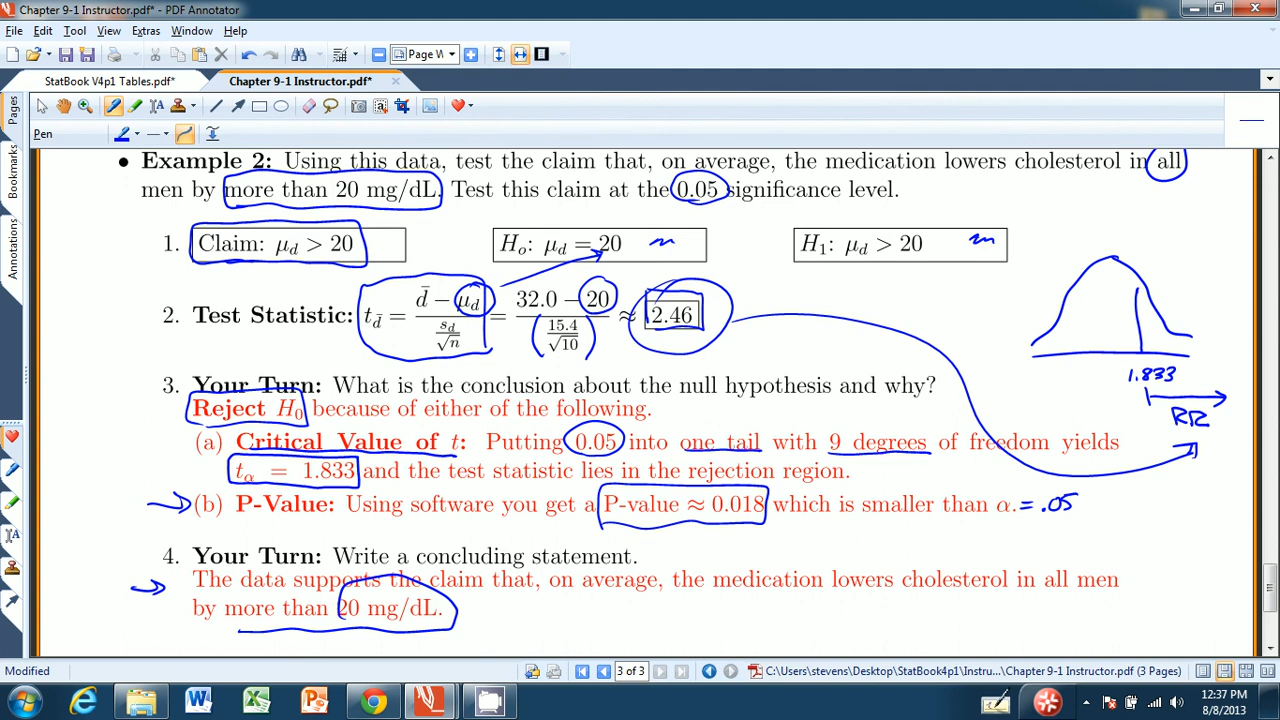 Chapter 9-1 Instructor.pdf* - PDF Annotator
File Edit Tool View Extras Window Help
Page W
StatBook V4p1 Tables.pdf* Chapter 9-1 Instructor.pdf*
Pen
Pages
Bookmarks
Annotations
• Example 2: Using this data, test the claim that, on average, the medication lowers cholesterol in all
men by more than 20 mg/dL. Test this claim at the 0.05 significance level.
1. Claim: μd > 20 Ho: μd = 20 H1: μd > 20
2. Test Statistic: t d̄ = (d̄ − μd) / (sd/√n) = (32.0 − 20) / (15.4/√10) ≈ 2.46
1.833
RR
3. Your Turn: What is the conclusion about the null hypothesis and why?
Reject H0 because of either of the following.
(a) Critical Value of t: Putting 0.05 into one tail with 9 degrees of freedom yields
tα = 1.833 and the test statistic lies in the rejection region.
(b) P-Value: Using software you get a P-value ≈ 0.018 which is smaller than α. = .05
4. Your Turn: Write a concluding statement.
The data supports the claim that, on average, the medication lowers cholesterol in all men
by more than 20 mg/dL.
Modified 3 of 3 C:\Users\stevens\Desktop\StatBook4p1\Instru...\Chapter 9-1 Instructor.pdf (3 Pages)
12:37 PM
8/8/2013